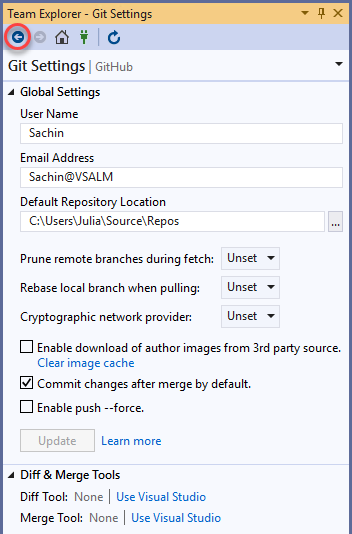 Team Explorer - Git Settings
Git Settings | GitHub
Global Settings
User Name
Sachin
Email Address
Sachin@VSALM
Default Repository Location
C:\Users\Julia\Source\Repos ...
Prune remote branches during fetch: Unset
Rebase local branch when pulling: Unset
Cryptographic network provider: Unset
Enable download of author images from 3rd party source.
Clear image cache
Commit changes after merge by default.
Enable push --force.
Update Learn more
Diff & Merge Tools
Diff Tool: None | Use Visual Studio
Merge Tool: None | Use Visual Studio